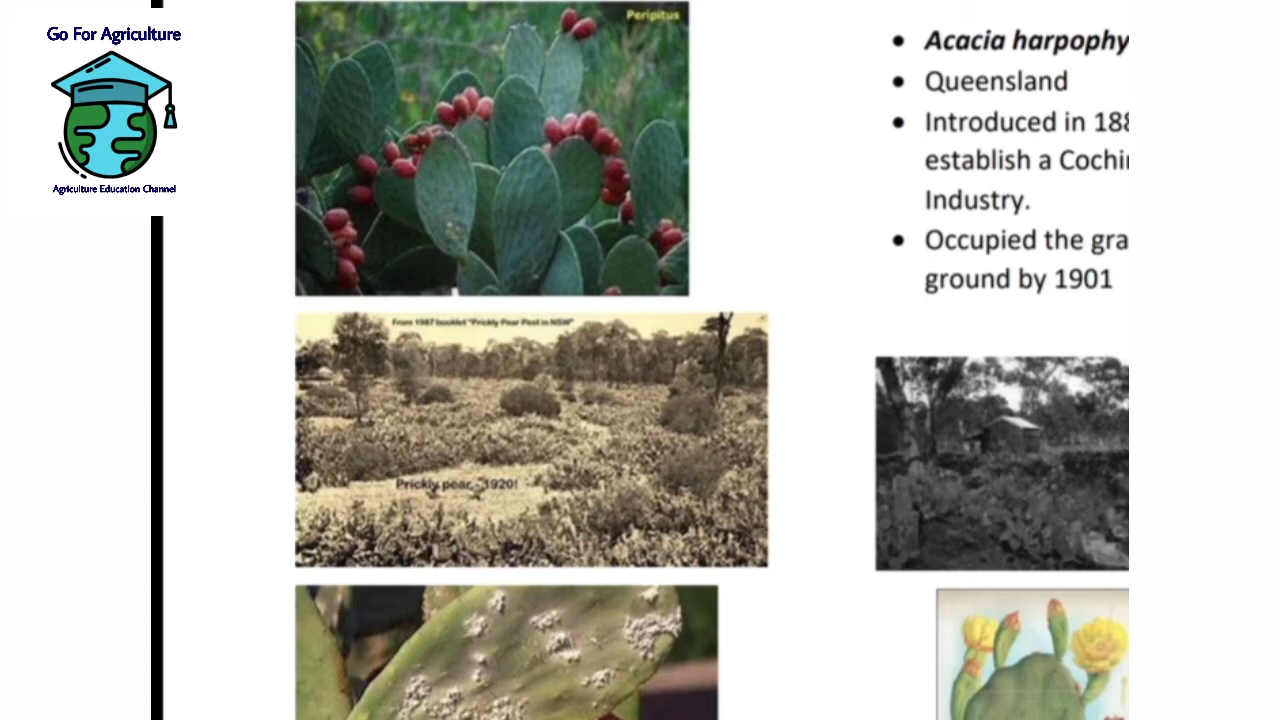 Go For Agriculture
Agriculture Education Channel
Peripitus
From 1987 booklet "Prickly Pear Pest in NSW"
Prickly pear - 1920!
• Acacia harpophy
• Queensland
• Introduced in 188
establish a Cochi
Industry.
• Occupied the gra
ground by 1901